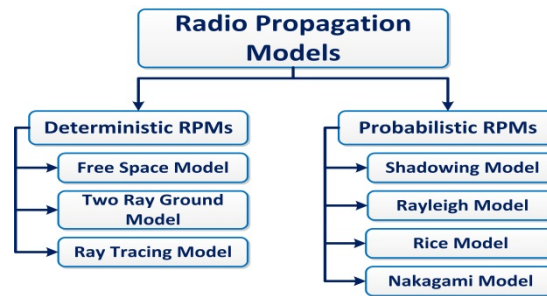 Radio Propagation
Models
Deterministic RPMs
Free Space Model
Two Ray Ground
Model
Ray Tracing Model
Probabilistic RPMs
Shadowing Model
Rayleigh Model
Rice Model
Nakagami Model